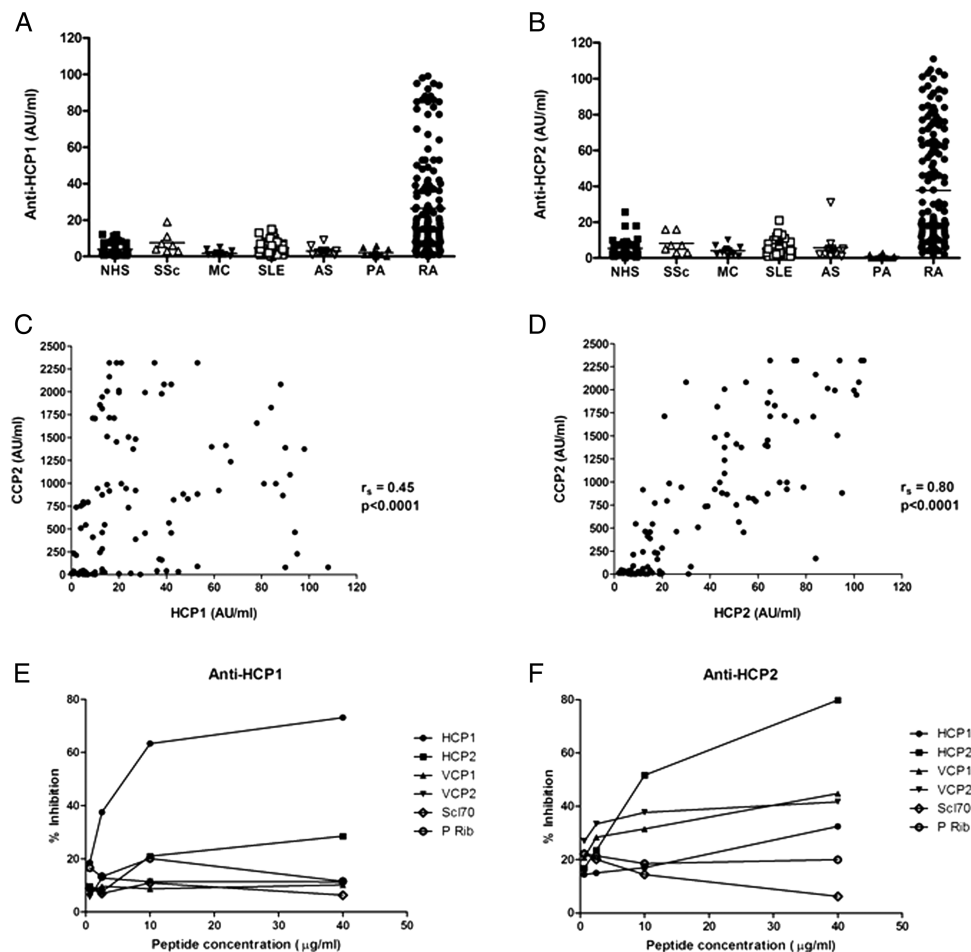 A
Anti-HCP1 (AU/ml)
120
100
80
60
40
20
0
NHS SSc MC SLE AS PA RA
B
Anti-HCP2 (AU/ml)
120
100
80
60
40
20
0
NHS SSc MC SLE AS PA RA
C
CCP2 (AU/ml)
2500
2250
2000
1750
1500
1250
1000
750
500
250
0
0 20 40 60 80 100 120
HCP1 (AU/ml)
r_s = 0.45
p<0.0001
D
CCP2 (AU/ml)
2500
2250
2000
1750
1500
1250
1000
750
500
250
0
0 20 40 60 80 100 120
HCP2 (AU/ml)
r_s = 0.80
p<0.0001
E
Anti-HCP1
% Inhibition
80
60
40
20
0
0 10 20 30 40 50
Peptide concentration ( μg/ml)
HCP1
HCP2
VCP1
VCP2
Scl70
P Rib
F
Anti-HCP2
% Inhibition
80
60
40
20
0
0 10 20 30 40 50
Peptide concentration ( μg/ml)
HCP1
HCP2
VCP1
VCP2
Scl70
P Rib